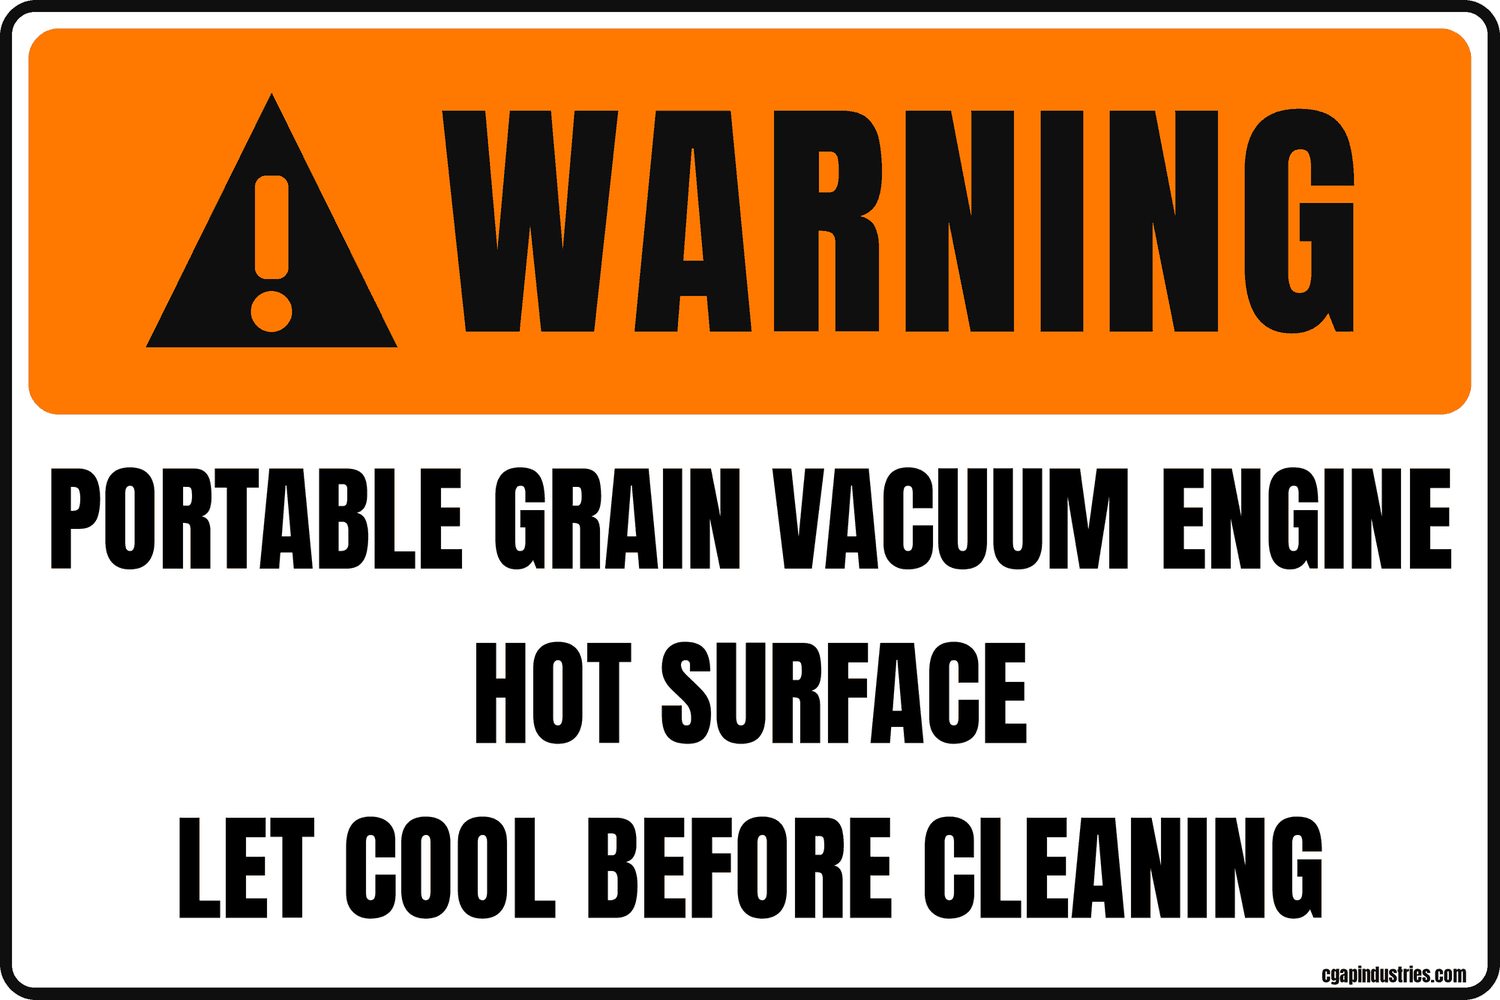 WARNING
PORTABLE GRAIN VACUUM ENGINE
HOT SURFACE
LET COOL BEFORE CLEANING
cgapindustries.com